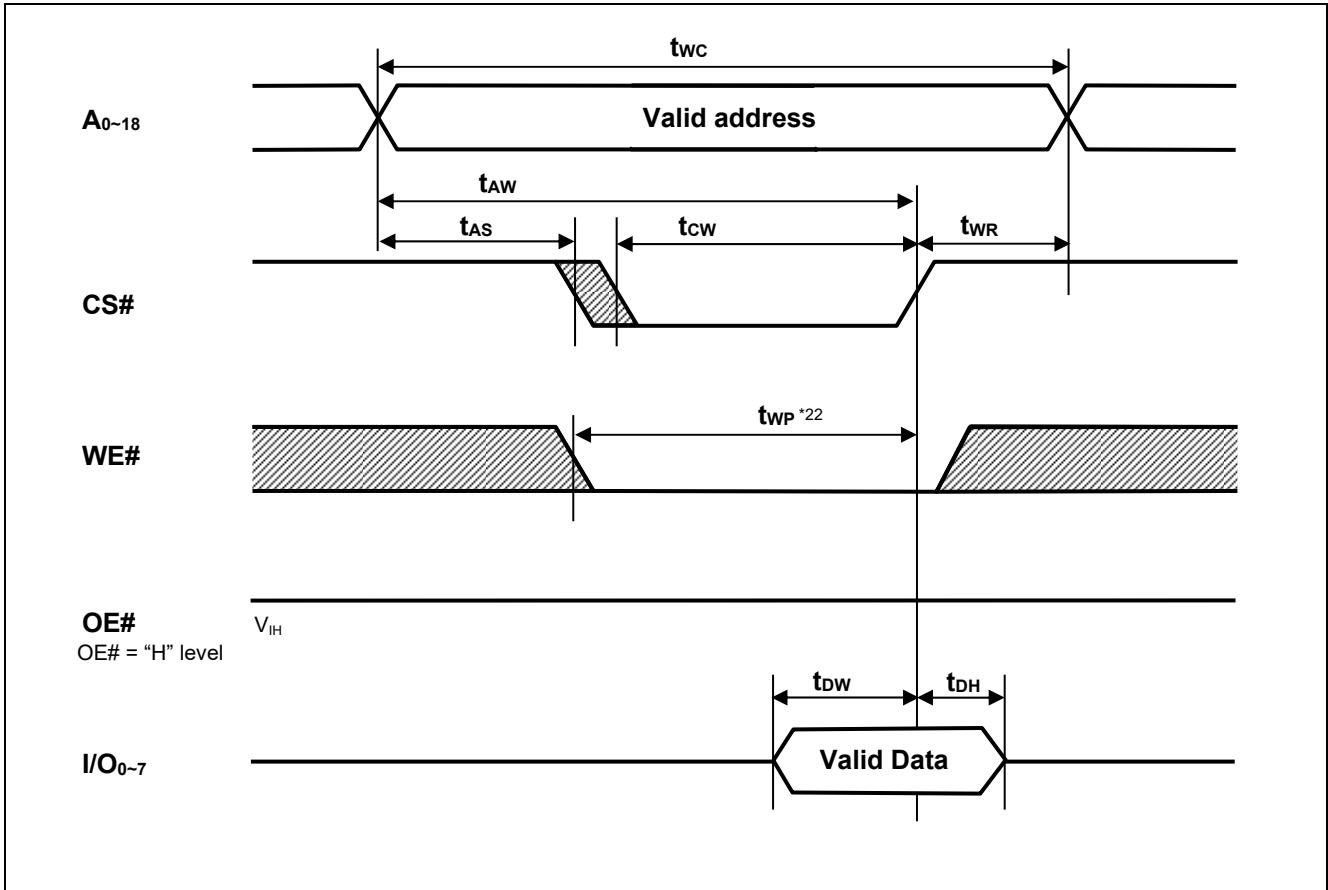 tWC
A0~18
Valid address
tAW
tAS
tCW
tWR
CS#
tWP *22
WE#
OE#
VIH
OE# = “H” level
tDW
tDH
I/O0~7
Valid Data